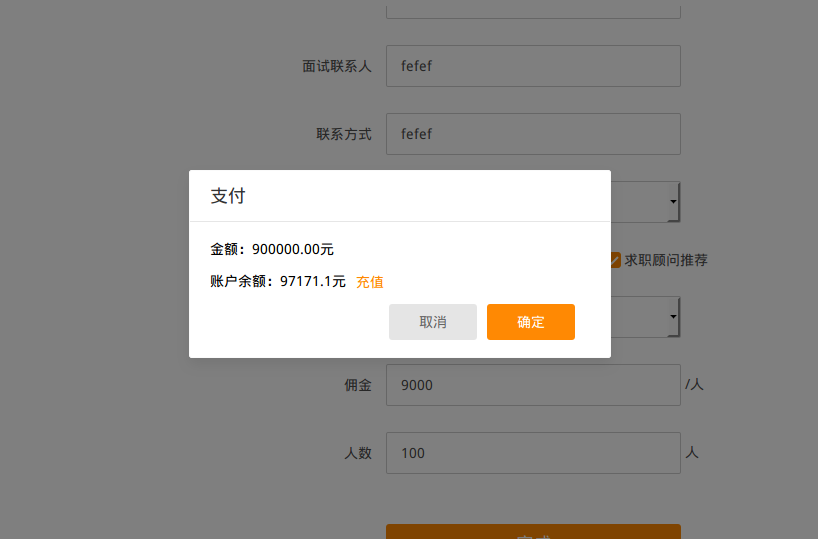 面试联系人 fefef
联系方式 fefef
支付
金额：900000.00元
求职顾问推荐
账户余额：97171.1元 充值
取消 确定
佣金 9000 /人
人数 100 人